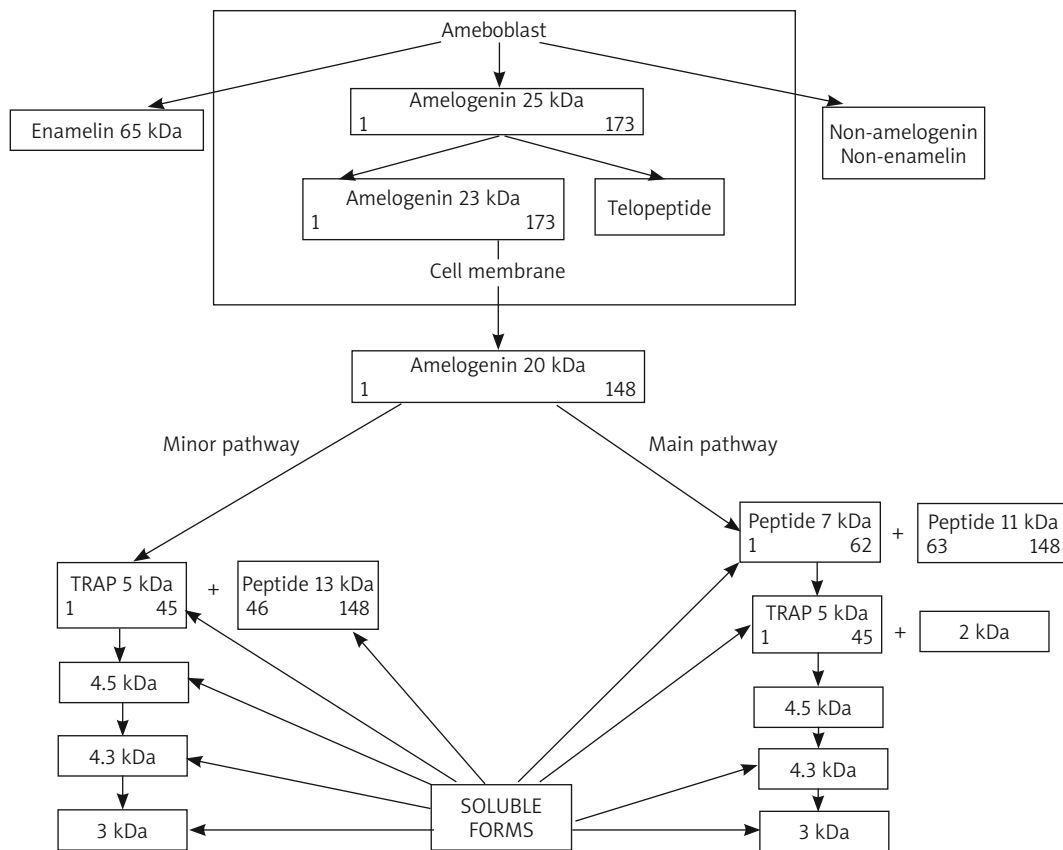 Ameboblast
Enamelin 65 kDa
Amelogenin 25 kDa
1 173
Non-amelogenin
Non-enamelin
Amelogenin 23 kDa
1 173
Telopeptide
Cell membrane
Amelogenin 20 kDa
1 148
Minor pathway
Main pathway
Peptide 7 kDa
1 62
+
Peptide 11 kDa
63 148
TRAP 5 kDa
1 45
+
Peptide 13 kDa
46 148
TRAP 5 kDa
1 45
+
2 kDa
4.5 kDa
4.5 kDa
4.3 kDa
4.3 kDa
3 kDa
SOLUBLE
FORMS
3 kDa